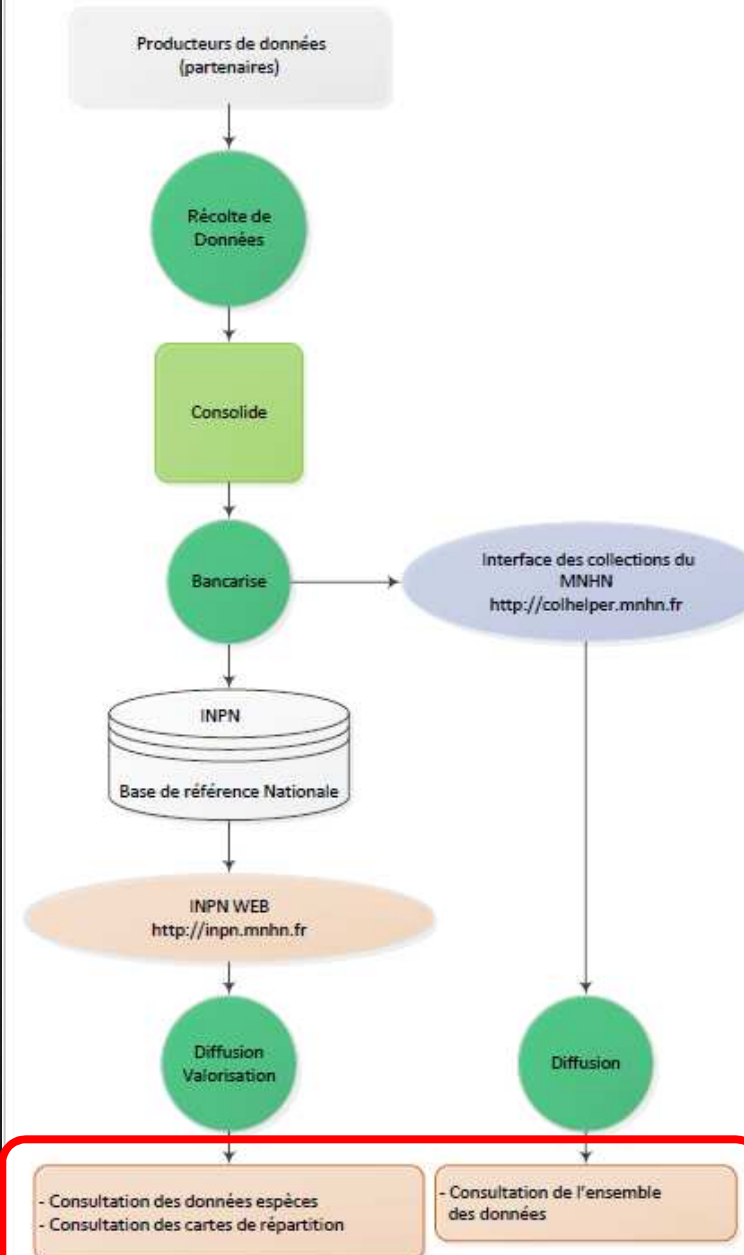 Producteurs de données
(partenaires)
Récolte de
Données
Consolide
Bancarise
Interface des collections du
MNHN
http://colhelper.mnhn.fr
INPN
Base de référence Nationale
INPN WEB
http://inpn.mnhn.fr
Diffusion
Valorisation
Diffusion
- Consultation des données espèces
- Consultation des cartes de répartition
- Consultation de l'ensemble
des données